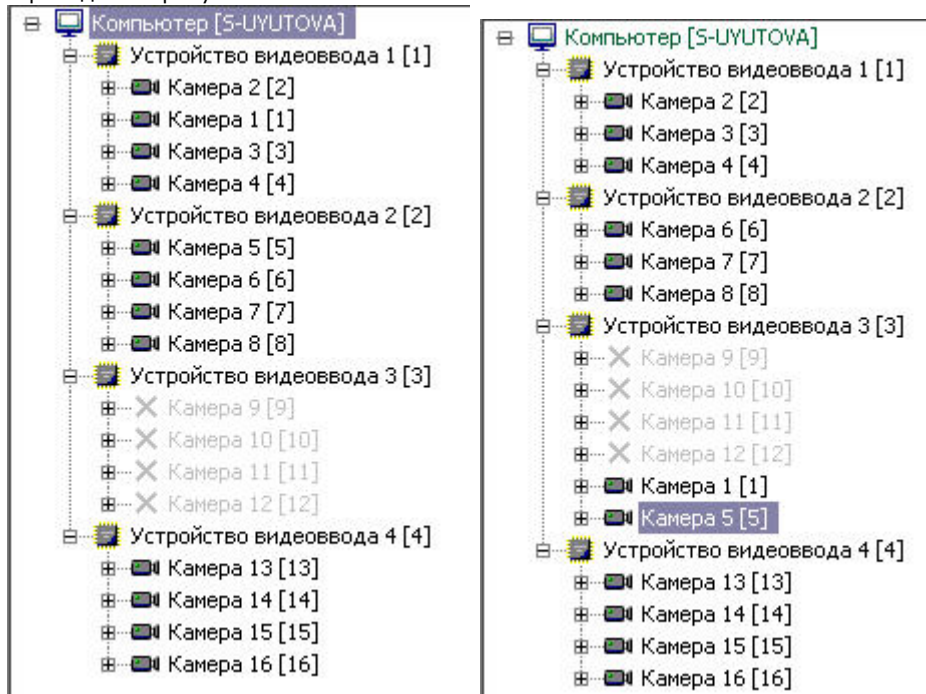 Компьютер [S-UYUTOVA]
Устройство видеоввода 1 [1]
Камера 2 [2]
Камера 1 [1]
Камера 3 [3]
Камера 4 [4]
Устройство видеоввода 2 [2]
Камера 5 [5]
Камера 6 [6]
Камера 7 [7]
Камера 8 [8]
Устройство видеоввода 3 [3]
Камера 9 [9]
Камера 10 [10]
Камера 11 [11]
Камера 12 [12]
Устройство видеоввода 4 [4]
Камера 13 [13]
Камера 14 [14]
Камера 15 [15]
Камера 16 [16]
Компьютер [S-UYUTOVA]
Устройство видеоввода 1 [1]
Камера 2 [2]
Камера 3 [3]
Камера 4 [4]
Устройство видеоввода 2 [2]
Камера 6 [6]
Камера 7 [7]
Камера 8 [8]
Устройство видеоввода 3 [3]
Камера 9 [9]
Камера 10 [10]
Камера 11 [11]
Камера 12 [12]
Камера 1 [1]
Камера 5 [5]
Устройство видеоввода 4 [4]
Камера 13 [13]
Камера 14 [14]
Камера 15 [15]
Камера 16 [16]